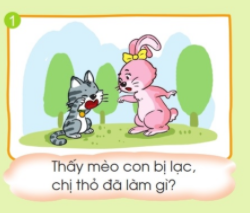 1
Thấy mèo con bị lạc,
chị thỏ đã làm gì?